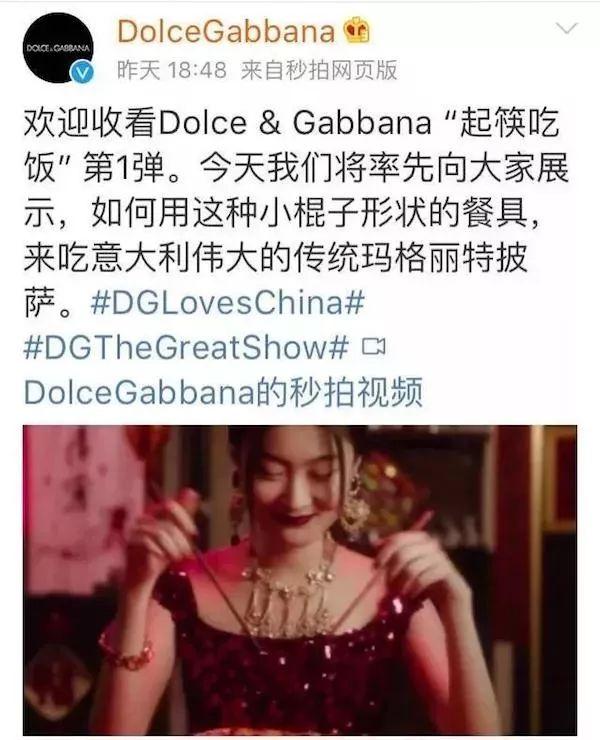 DOLCE & GABBANA
DolceGabbana
昨天 18:48 来自秒拍网页版
欢迎收看Dolce & Gabbana “起筷吃
饭” 第1弹。今天我们将率先向大家展
示，如何用这种小棍子形状的餐具，
来吃意大利伟大的传统玛格丽特披
萨。#DGLovesChina#
#DGTheGreatShow#
DolceGabbana的秒拍视频